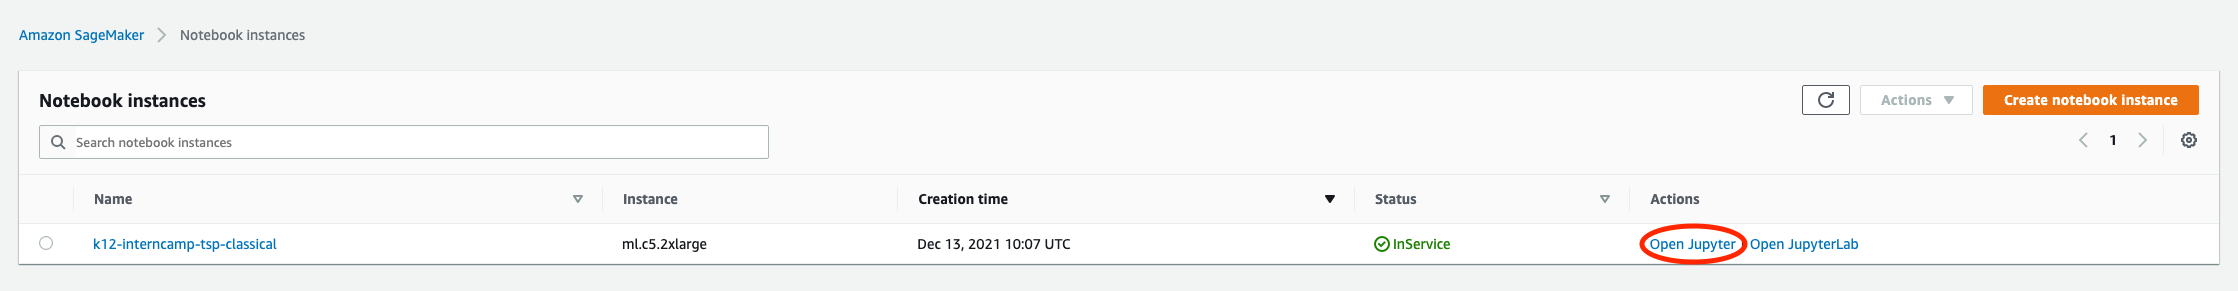 Amazon SageMaker > Notebook instances
Notebook instances
Actions
Create notebook instance
Search notebook instances
1
Name Instance Creation time Status Actions
k12-interncamp-tsp-classical ml.c5.2xlarge Dec 13, 2021 10:07 UTC InService Open Jupyter Open JupyterLab